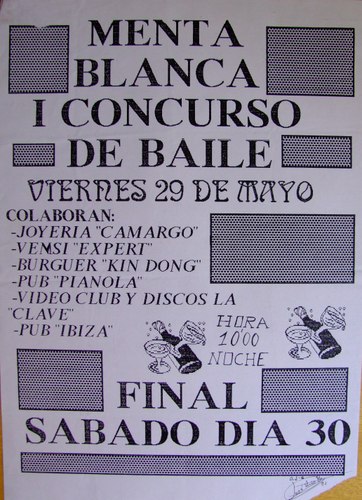 MENTA
BLANCA
I CONCURSO
DE BAILE
VIERNES 29 DE MAYO
COLABORAN:
-JOYERIA "CAMARGO"
-VEMSI "EXPERT"
-BURGUER "KIN DONG"
-PUB "PIANOLA"
-VIDEO CLUB Y DISCOS LA
"CLAVE"
-PUB "IBIZA"
HORA
10'00
NOCHE
FINAL
SABADO DIA 30